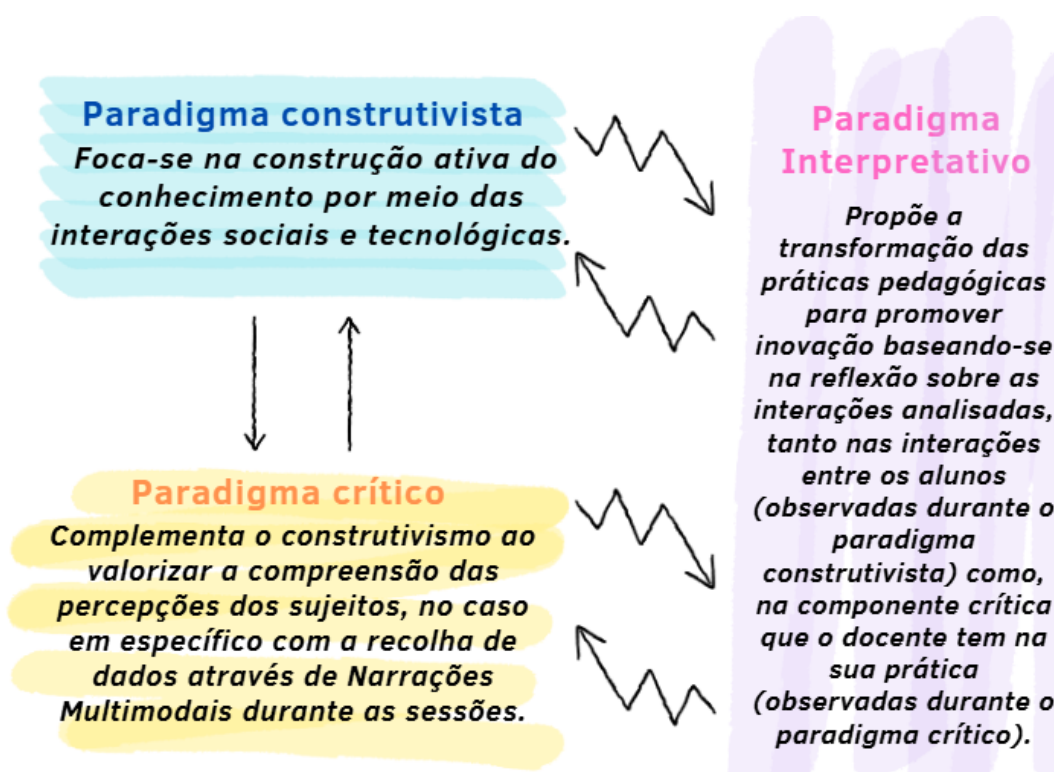 Paradigma construtivista
Foca-se na construção ativa do
conhecimento por meio das
interações sociais e tecnológicas.
Paradigma crítico
Complementa o construtivismo ao
valorizar a compreensão das
percepções dos sujeitos, no caso
em específico com a recolha de
dados através de Narrações
Multimodais durante as sessões.
Paradigma
Interpretativo
Propõe a
transformação das
práticas pedagógicas
para promover
inovação baseando-se
na reflexão sobre as
interações analisadas,
tanto nas interações
entre os alunos
(observadas durante o
paradigma
construtivista) como,
na componente crítica
que o docente tem na
sua prática
(observadas durante o
paradigma crítico).